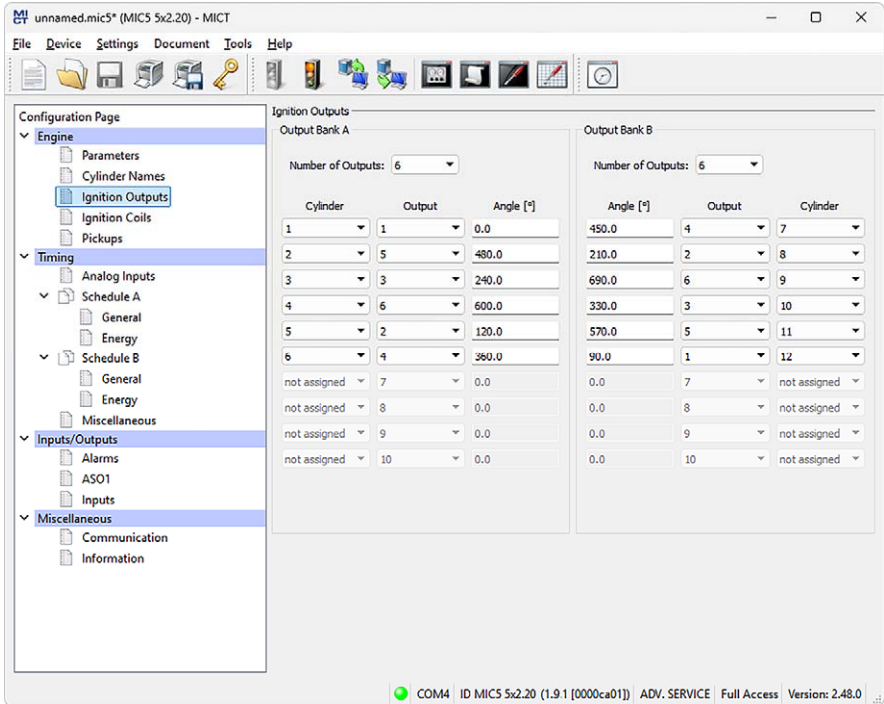 unnamed.mic5* (MIC5 5x2.20) - MICT
File Device Settings Document Tools Help
Configuration Page
Engine
Parameters
Cylinder Names
Ignition Outputs
Ignition Coils
Pickups
Timing
Analog Inputs
Schedule A
General
Energy
Schedule B
General
Energy
Miscellaneous
Inputs/Outputs
Alarms
ASO1
Inputs
Miscellaneous
Communication
Information
Ignition Outputs
Output Bank A
Number of Outputs: 6
Cylinder Output Angle [°]
1 1 0.0
2 5 480.0
3 3 240.0
4 6 600.0
5 2 120.0
6 4 360.0
not assigned 7 0.0
not assigned 8 0.0
not assigned 9 0.0
not assigned 10 0.0
Output Bank B
Number of Outputs: 6
Angle [°] Output Cylinder
450.0 4 7
210.0 2 8
690.0 6 9
330.0 3 10
570.0 5 11
90.0 1 12
0.0 7 not assigned
0.0 8 not assigned
0.0 9 not assigned
0.0 10 not assigned
COM4 ID MIC5 5x2.20 (1.9.1 [0000ca01]) ADV. SERVICE Full Access Version: 2.48.0